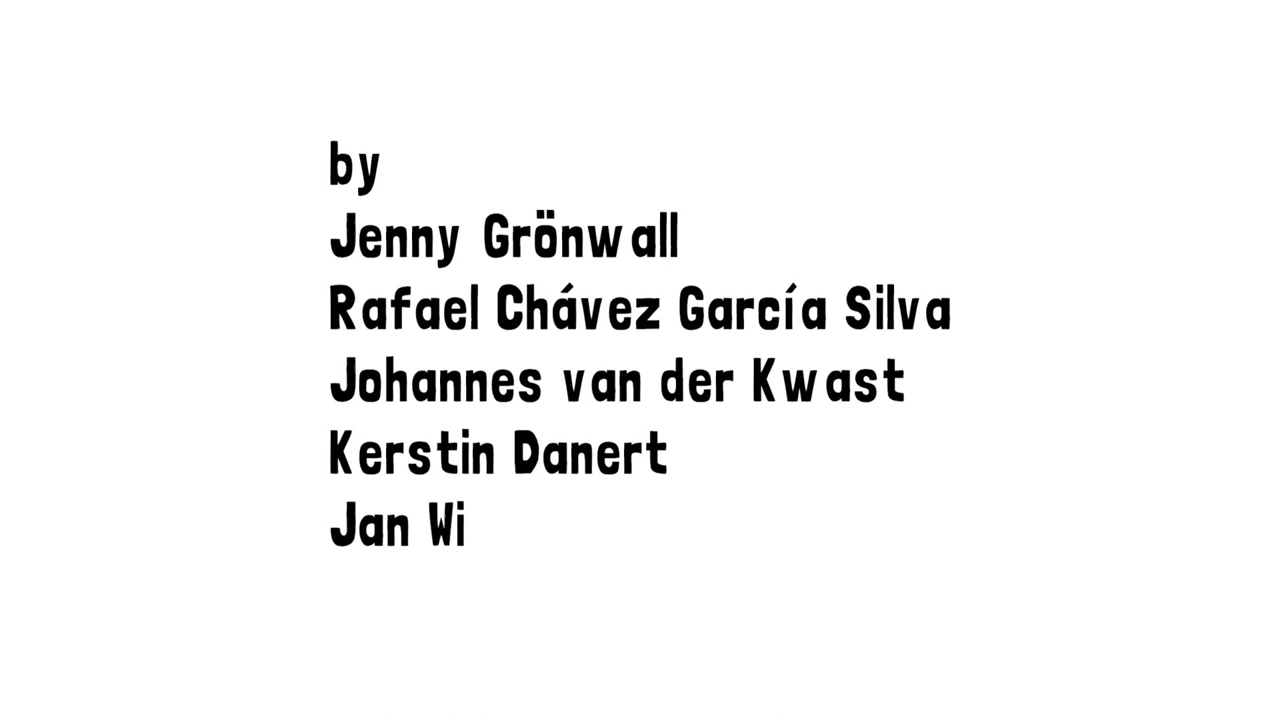 by
Jenny Grönwall
Rafael Chávez García Silva
Johannes van der Kwast
Kerstin Danert
Jan Wi